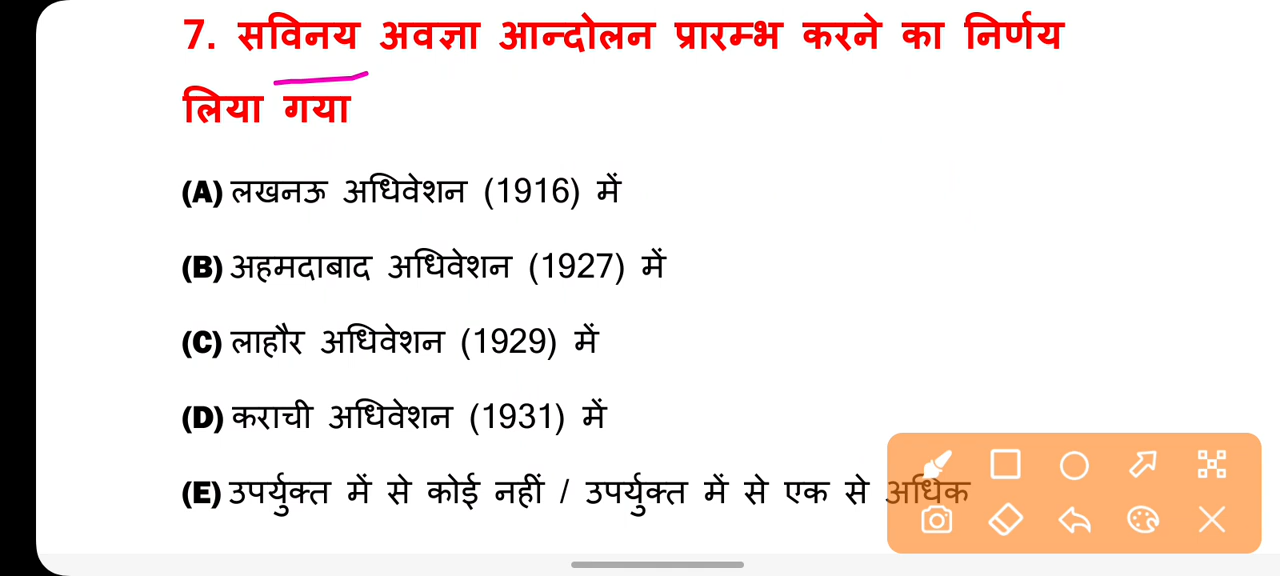 7. सविनय अवज्ञा आन्दोलन प्रारम्भ करने का निर्णय
लिया गया
(A) लखनऊ अधिवेशन (1916) में
(B) अहमदाबाद अधिवेशन (1927) में
(C) लाहौर अधिवेशन (1929) में
(D) कराची अधिवेशन (1931) में
(E) उपर्युक्त में से कोई नहीं / उपर्युक्त में से एक से अधिक